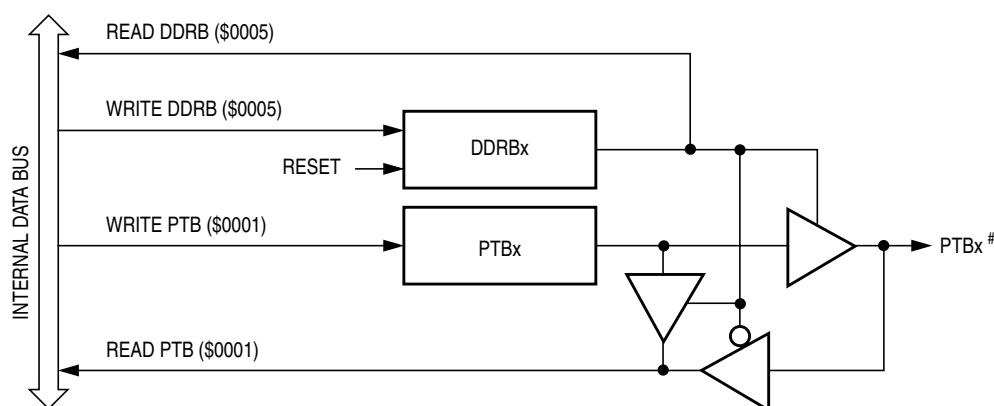 READ DDRB ($0005)
WRITE DDRB ($0005)
DDRBx
RESET
INTERNAL DATA BUS
WRITE PTB ($0001)
PTBx
PTBx #
READ PTB ($0001)